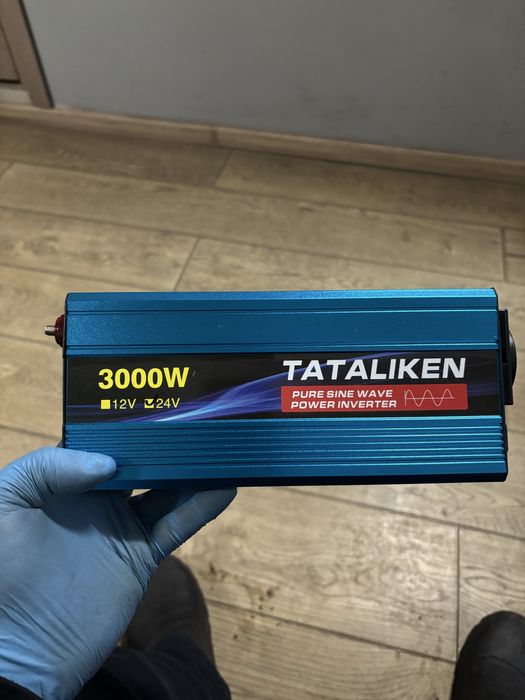 3000W
12V 24V
TATALIKEN
PURE SINE WAVE
POWER INVERTER